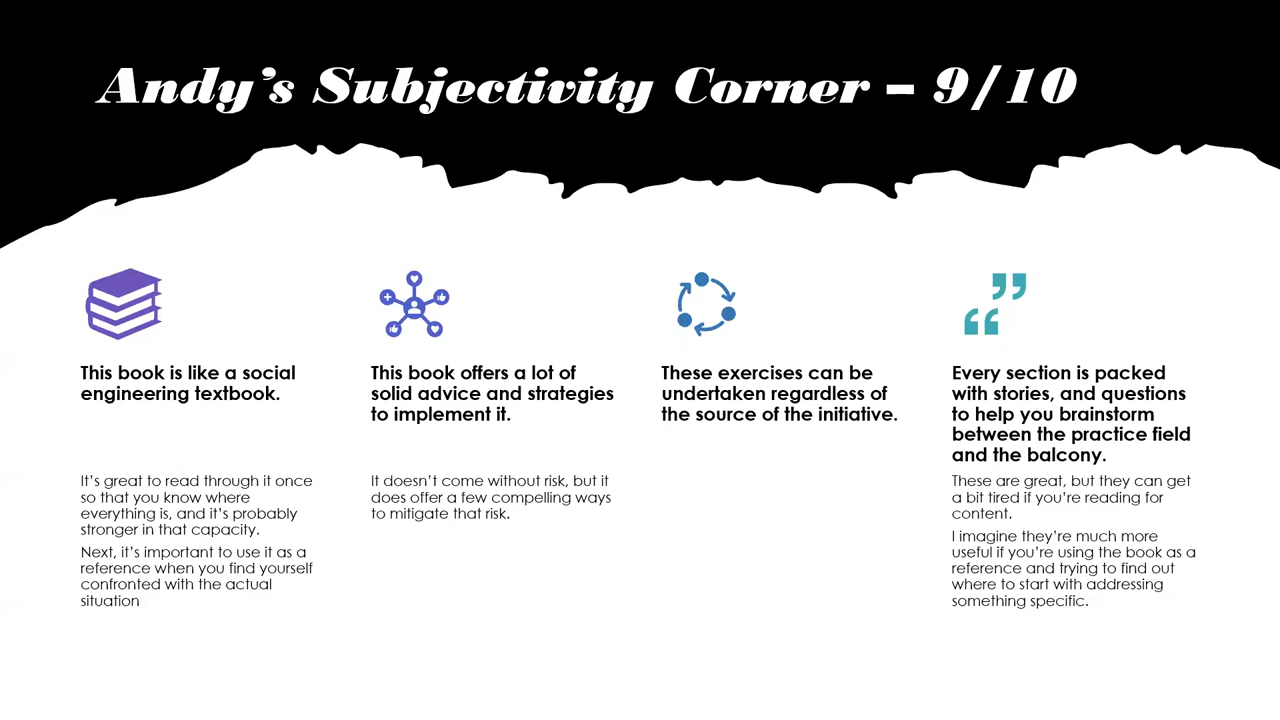 Andy’s Subjectivity Corner – 9/10
This book is like a social
engineering textbook.
It’s great to read through it once
so that you know where
everything is, and it’s probably
stronger in that capacity.
Next, it’s important to use it as a
reference when you find yourself
confronted with the actual
situation
This book offers a lot of
solid advice and strategies
to implement it.
It doesn’t come without risk, but it
does offer a few compelling ways
to mitigate that risk.
These exercises can be
undertaken regardless of
the source of the initiative.
Every section is packed
with stories, and questions
to help you brainstorm
between the practice field
and the balcony.
These are great, but they can get
a bit tired if you’re reading for
content.
I imagine they’re much more
useful if you’re using the book as a
reference and trying to find out
where to start with addressing
something specific.